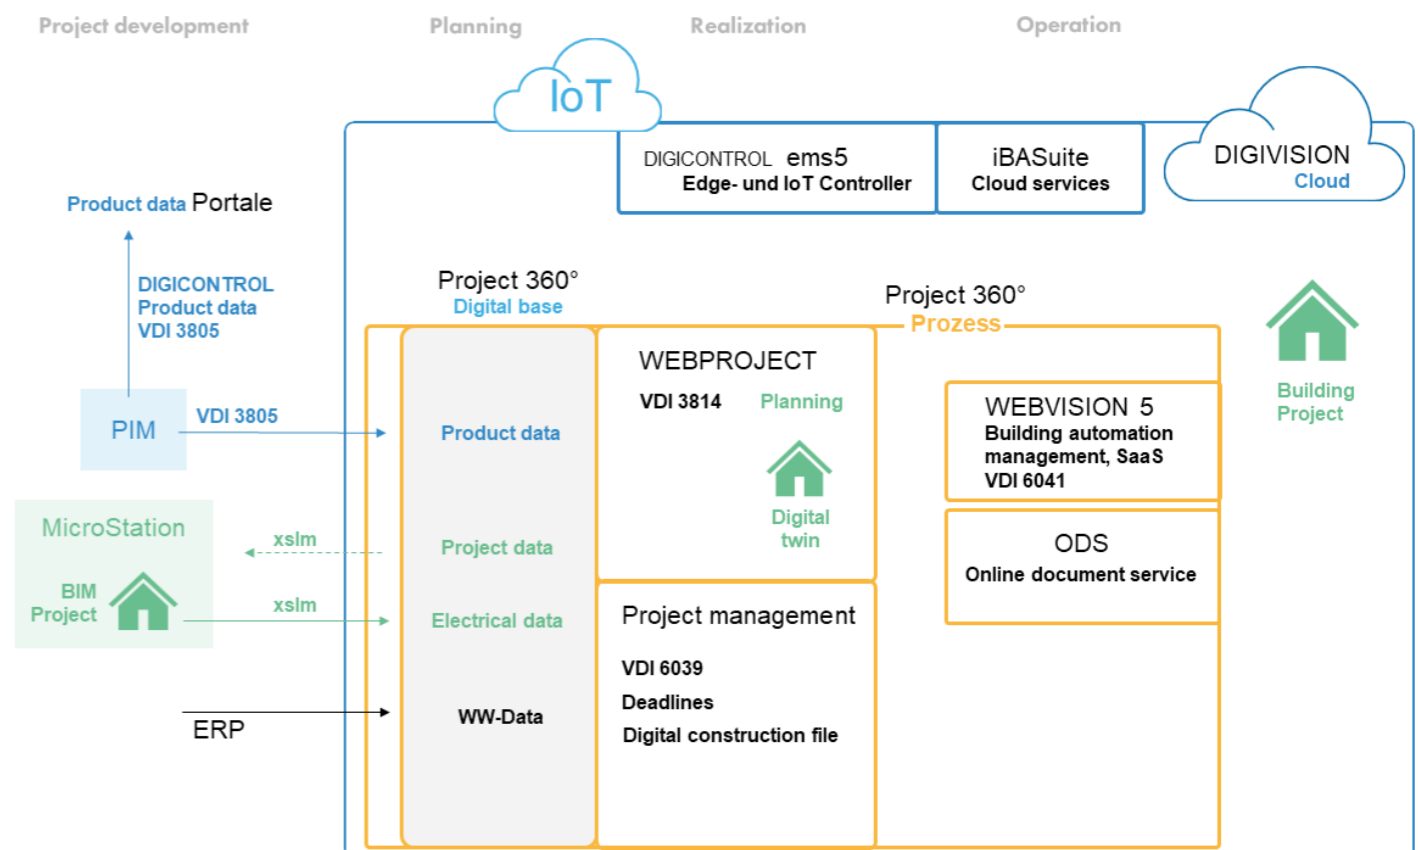 Project development
Planning
Realization
Operation
IoT
DIGICONTROL ems5
Edge- und IoT Controller
iBASuite
Cloud services
DIGIVISION
Cloud
Product data Portale
DIGICONTROL
Product data
VDI 3805
Project 360°
Digital base
Project 360°
Prozess
PIM
VDI 3805
Product data
WEBPROJECT
VDI 3814
Planning
Digital
twin
WEBVISION 5
Building automation
management, SaaS
VDI 6041
Building
Project
MicroStation
BIM
Project
xslm
xslm
Project data
Electrical data
ODS
Online document service
Project management
VDI 6039
Deadlines
Digital construction file
ERP
WW-Data